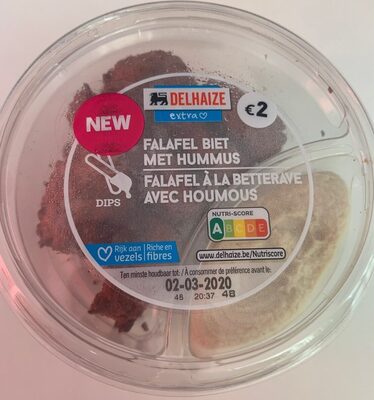 DELHAIZE
extra
€2
NEW
FALAFEL BIET
MET HUMMUS
FALAFEL À LA BETTERAVE
AVEC HOUMOUS
DIPS
NUTRI-SCORE
A B C D E
Rijk aan
vezels
Riche en
fibres
www.delhaize.be/Nutriscore
Ten minste houdbaar tot: / À consommer de préférence avant le:
02-03-2020
48 20:37 4B